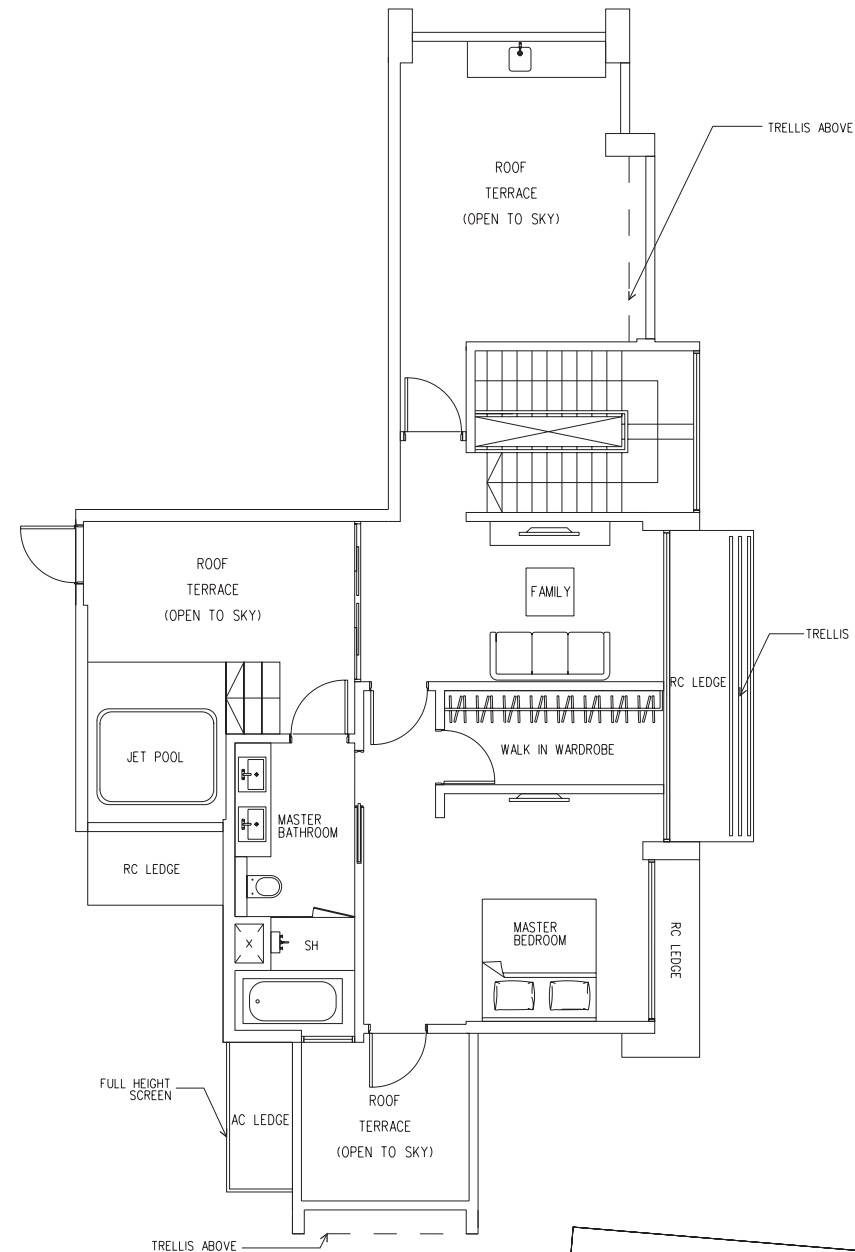 TRELLIS ABOVE
ROOF
TERRACE
(OPEN TO SKY)
ROOF
TERRACE
(OPEN TO SKY)
FAMILY
TRELLIS
RC LEDGE
JET POOL
WALK IN WARDROBE
MASTER
BATHROOM
RC LEDGE
MASTER
BEDROOM
RC LEDGE
X
SH
FULL HEIGHT
SCREEN
AC LEDGE
ROOF
TERRACE
(OPEN TO SKY)
TRELLIS ABOVE